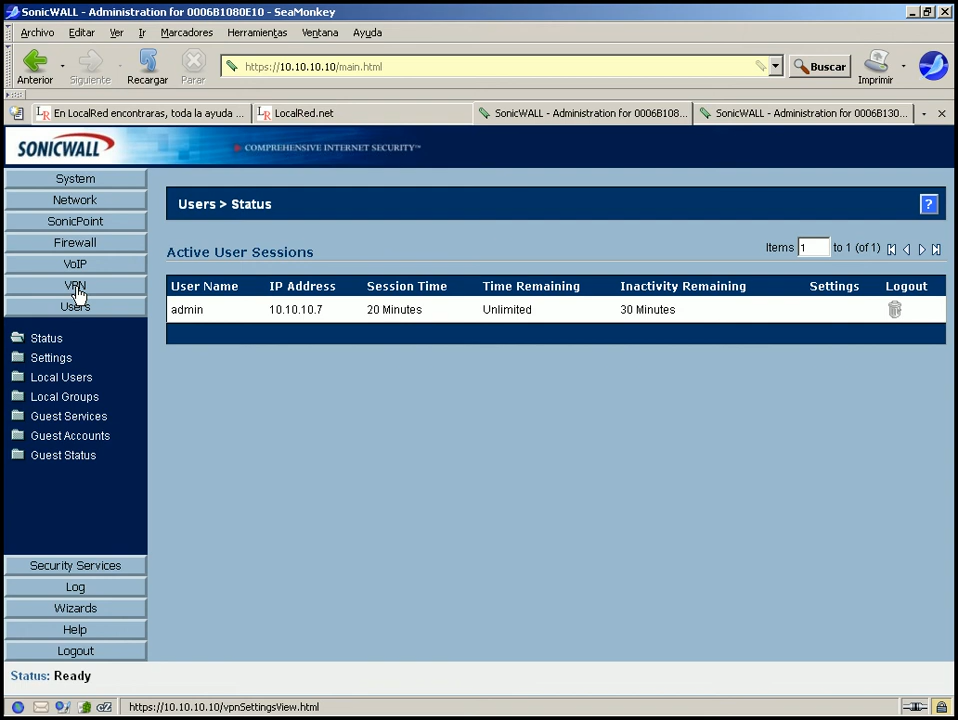 SonicWALL - Administration for 0006B1080E10 - SeaMonkey
Archivo Editar Ver Ir Marcadores Herramientas Ventana Ayuda
Anterior Siguiente Recargar Parar https://10.10.10.10/main.html Buscar Imprimir
En LocalRed encontraras, toda la ayuda ... LocalRed.net SonicWALL - Administration for 0006B108... SonicWALL - Administration for 0006B130...
SONICWALL COMPREHENSIVE INTERNET SECURITY™
System
Network
SonicPoint
Firewall
VoIP
VPN
Users
Status
Settings
Local Users
Local Groups
Guest Services
Guest Accounts
Guest Status
Security Services
Log
Wizards
Help
Logout
Users > Status ?
Active User Sessions Items 1 to 1 (of 1)
User Name IP Address Session Time Time Remaining Inactivity Remaining Settings Logout
admin 10.10.10.7 20 Minutes Unlimited 30 Minutes
Status: Ready
https://10.10.10.10/vpnSettingsView.html